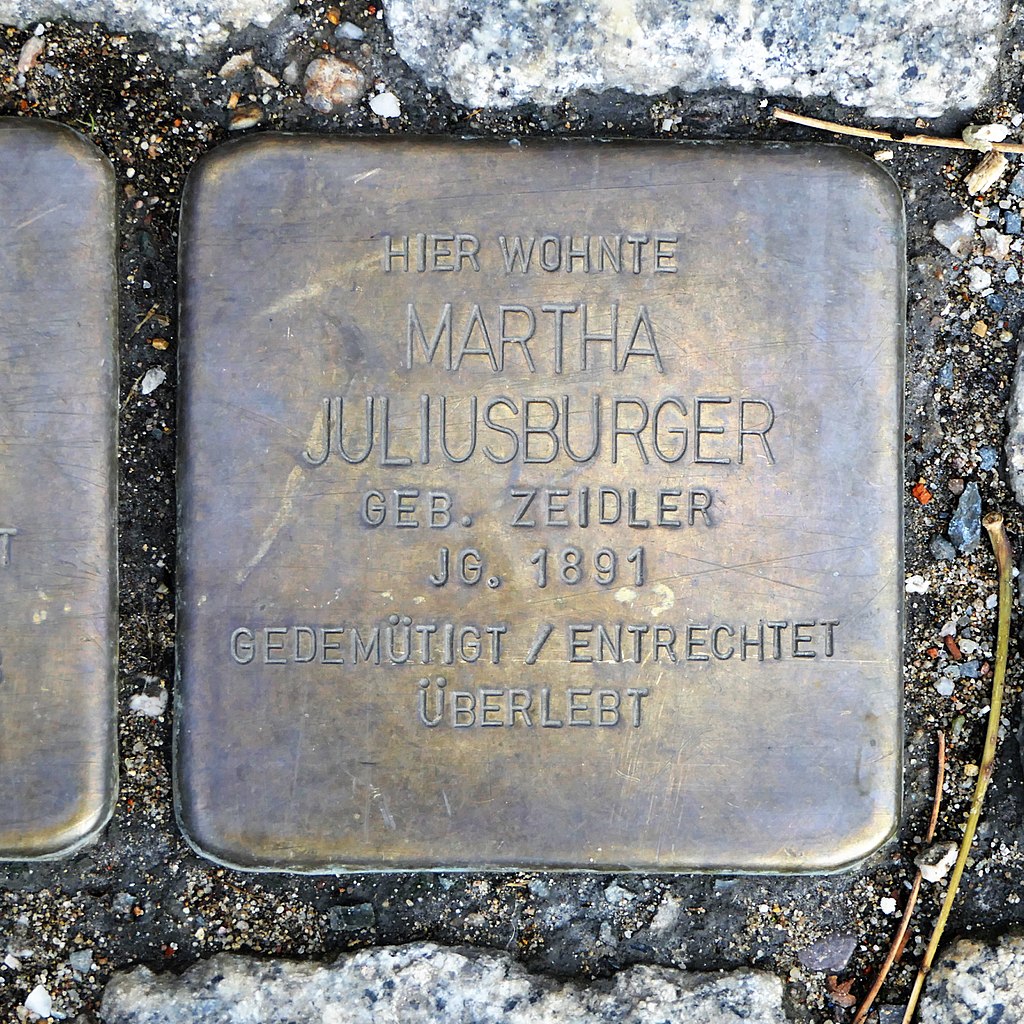 HIER WOHNTE
MARTHA
JULIUSBURGER
GEB. ZEIDLER
JG. 1891
GEDEMÜTIGT / ENTRECHTET
ÜBERLEBT